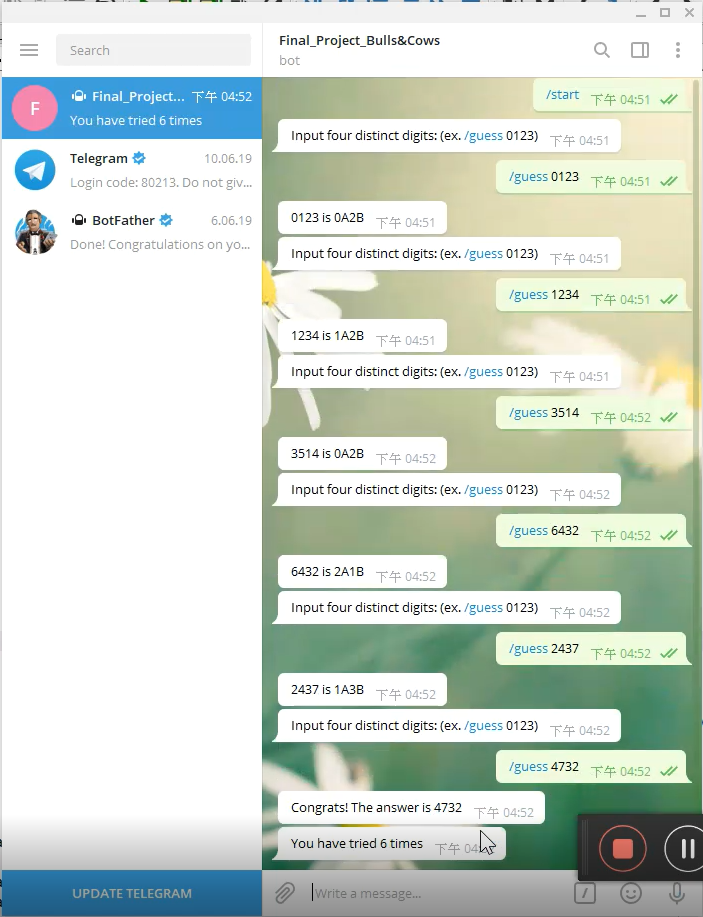 Search
Final_Project... 下午 04:52
You have tried 6 times
Telegram 10.06.19
Login code: 80213. Do not giv...
BotFather 6.06.19
Done! Congratulations on yo...
UPDATE TELEGRAM
Final_Project_Bulls&Cows
bot
/start 下午 04:51
Input four distinct digits: (ex. /guess 0123) 下午 04:51
/guess 0123 下午 04:51
0123 is 0A2B 下午 04:51
Input four distinct digits: (ex. /guess 0123) 下午 04:51
/guess 1234 下午 04:51
1234 is 1A2B 下午 04:51
Input four distinct digits: (ex. /guess 0123) 下午 04:51
/guess 3514 下午 04:52
3514 is 0A2B 下午 04:52
Input four distinct digits: (ex. /guess 0123) 下午 04:52
/guess 6432 下午 04:52
6432 is 2A1B 下午 04:52
Input four distinct digits: (ex. /guess 0123) 下午 04:52
/guess 2437 下午 04:52
2437 is 1A3B 下午 04:52
Input four distinct digits: (ex. /guess 0123) 下午 04:52
/guess 4732 下午 04:52
Congrats! The answer is 4732 下午 04:52
You have tried 6 times 下午
Write a message...